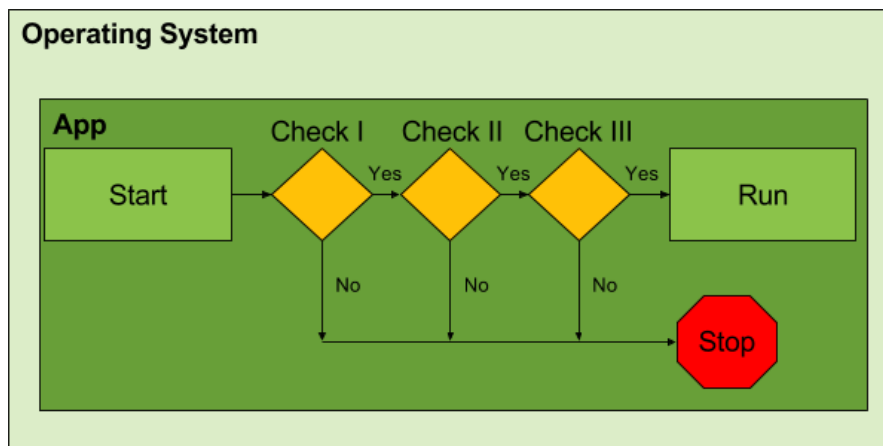 Operating System
App
Check I
Check II
Check III
Start
Yes
Yes
Yes
Run
No
No
No
Stop